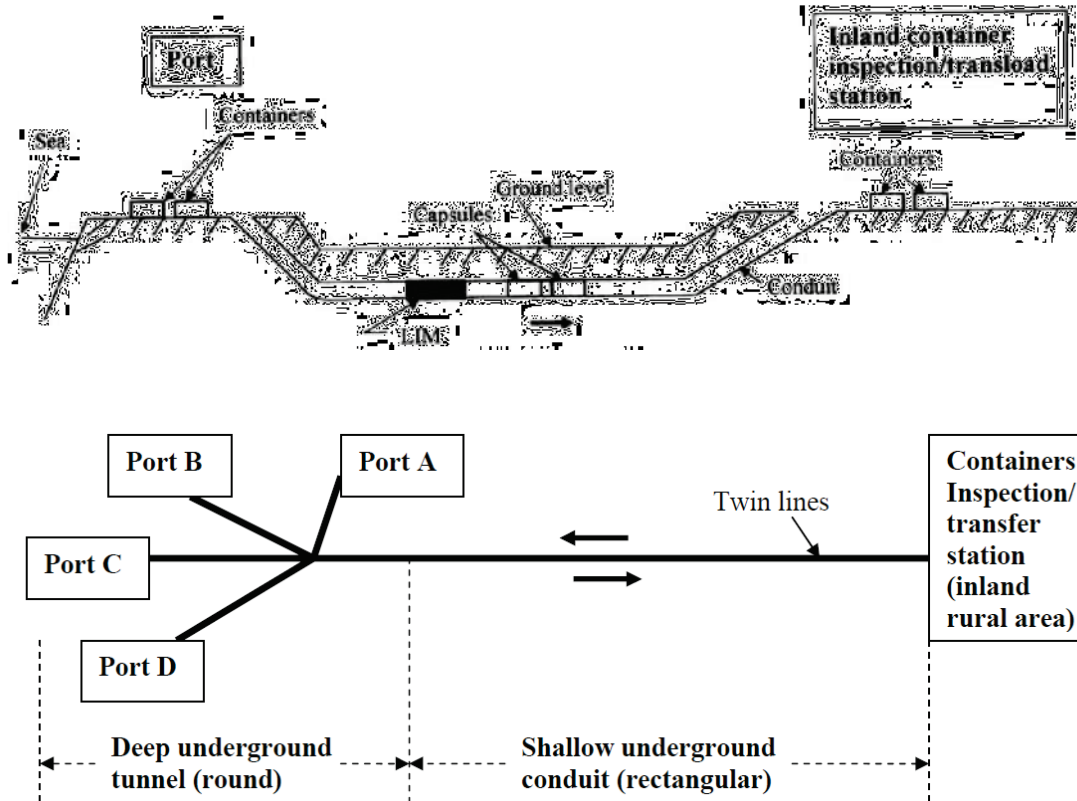 Port
Inland container
inspection/transload
station
Containers
Sea
Containers
Ground level
Capsules
Conduit
LIM
Port B
Port A
Containers
Inspection/
transfer
station
(inland
rural area)
Twin lines
Port C
Port D
Deep underground
tunnel (round)
Shallow underground
conduit (rectangular)